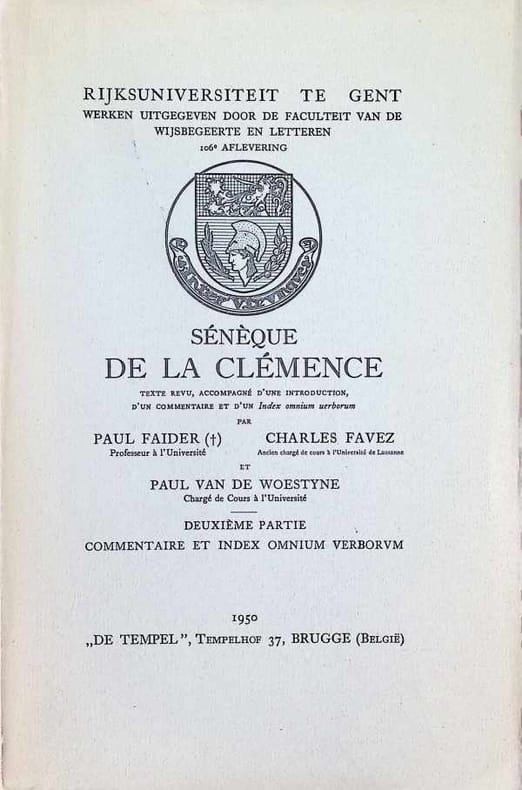 RIJKSUNIVERSITEIT TE GENT
WERKEN UITGEGEVEN DOOR DE FACULTEIT VAN DE
WIJSBEGEERTE EN LETTEREN
106e AFLEVERING
SÉNÈQUE
DE LA CLÉMENCE
TEXTE REVU, ACCOMPAGNÉ D'UNE INTRODUCTION,
D'UN COMMENTAIRE ET D'UN Index omnium uerborum
PAR
PAUL FAIDER (†) CHARLES FAVEZ
Professeur à l'Université Ancien chargé de cours à l'Université de Lausanne
ET
PAUL VAN DE WOESTYNE
Chargé de Cours à l'Université
DEUXIÈME PARTIE
COMMENTAIRE ET INDEX OMNIUM VERBORVM
1950
„DE TEMPEL”, TEMPELHOF 37, BRUGGE (BELGIË)